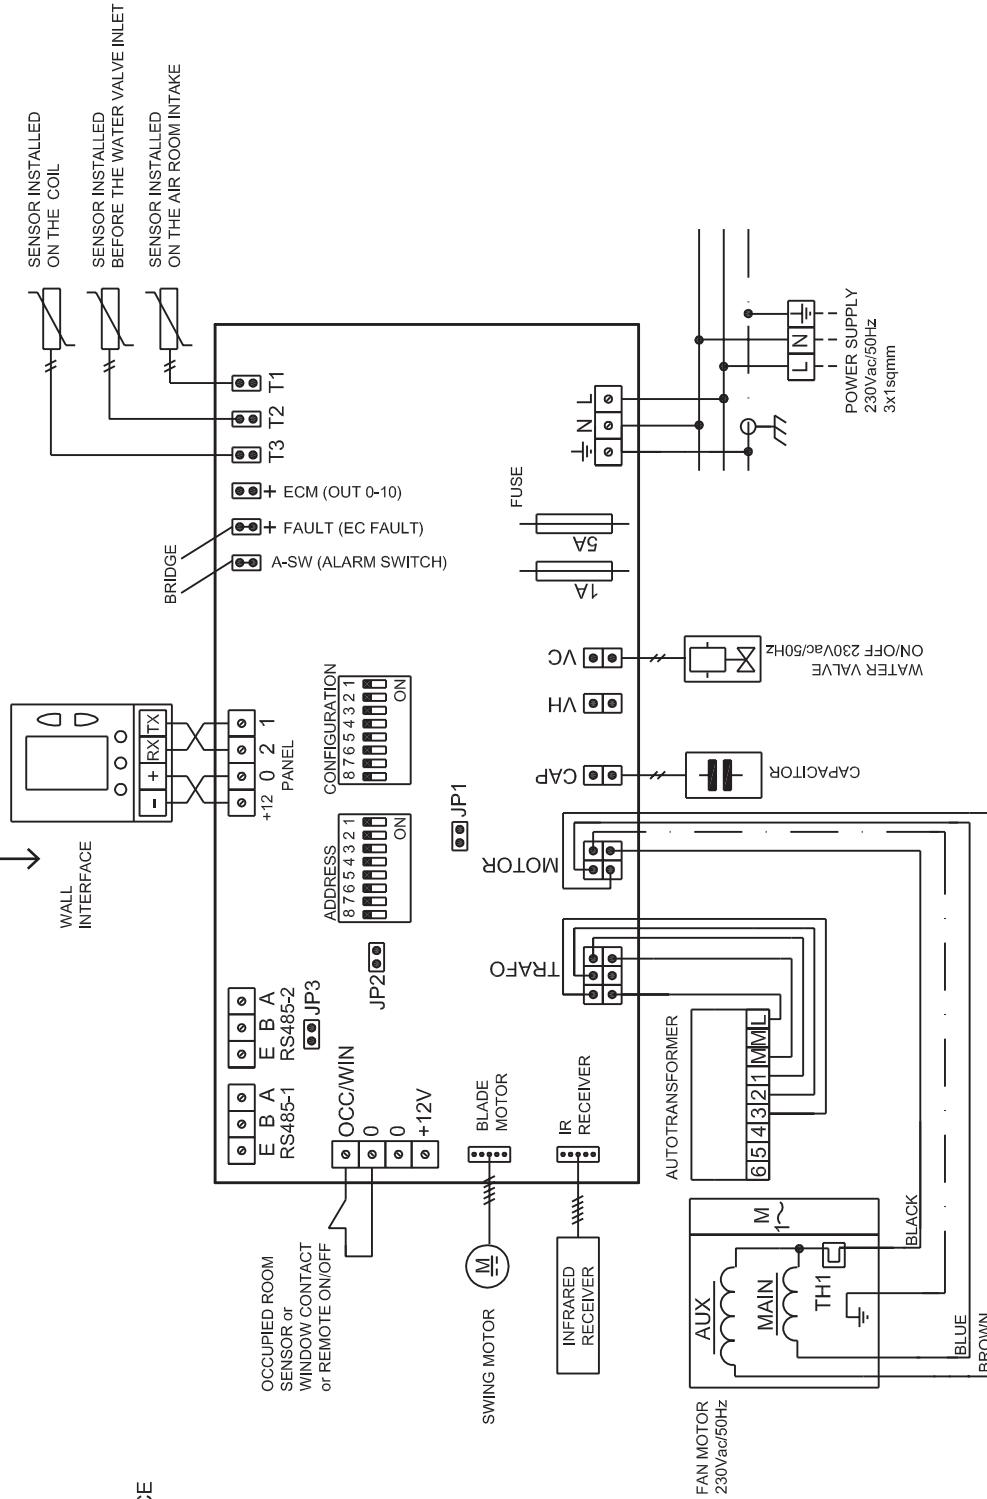 SENSOR INSTALLED
ON THE COIL
SENSOR INSTALLED
BEFORE THE WATER VALVE INLET
SENSOR INSTALLED
ON THE AIR ROOM INTAKE
T3
T2
T1
+ ECM (OUT 0-10)
+ FAULT (EC FAULT)
A-SW (ALARM SWITCH)
BRIDGE
WALL
INTERFACE
- + RX TX
+12 0 2 1
PANEL
CONFIGURATION
8 7 6 5 4 3 2 1
ON
ADDRESS
8 7 6 5 4 3 2 1
ON
JP1
JP2
JP3
E B A
RS485-2
E B A
RS485-1
OCC/WIN
0
0
+12V
OCCUPIED ROOM
SENSOR or
WINDOW CONTACT
or REMOTE ON/OFF
BLADE
MOTOR
M
SWING MOTOR
IR
RECEIVER
INFRARED
RECEIVER
N L
FUSE
5A
1A
L N
POWER SUPPLY
230Vac/50Hz
3x1sqmm
VC
VH
CAP
MOTOR
TRAFO
WATER VALVE
ON/OFF 230Vac/50Hz
CAPACITOR
AUTOTRANSFORMER
6 5 4 3 2 1 M M L
M
1~
AUX
MAIN
TH1
BLACK
BLUE
BROWN
FAN MOTOR
230Vac/50Hz
CE